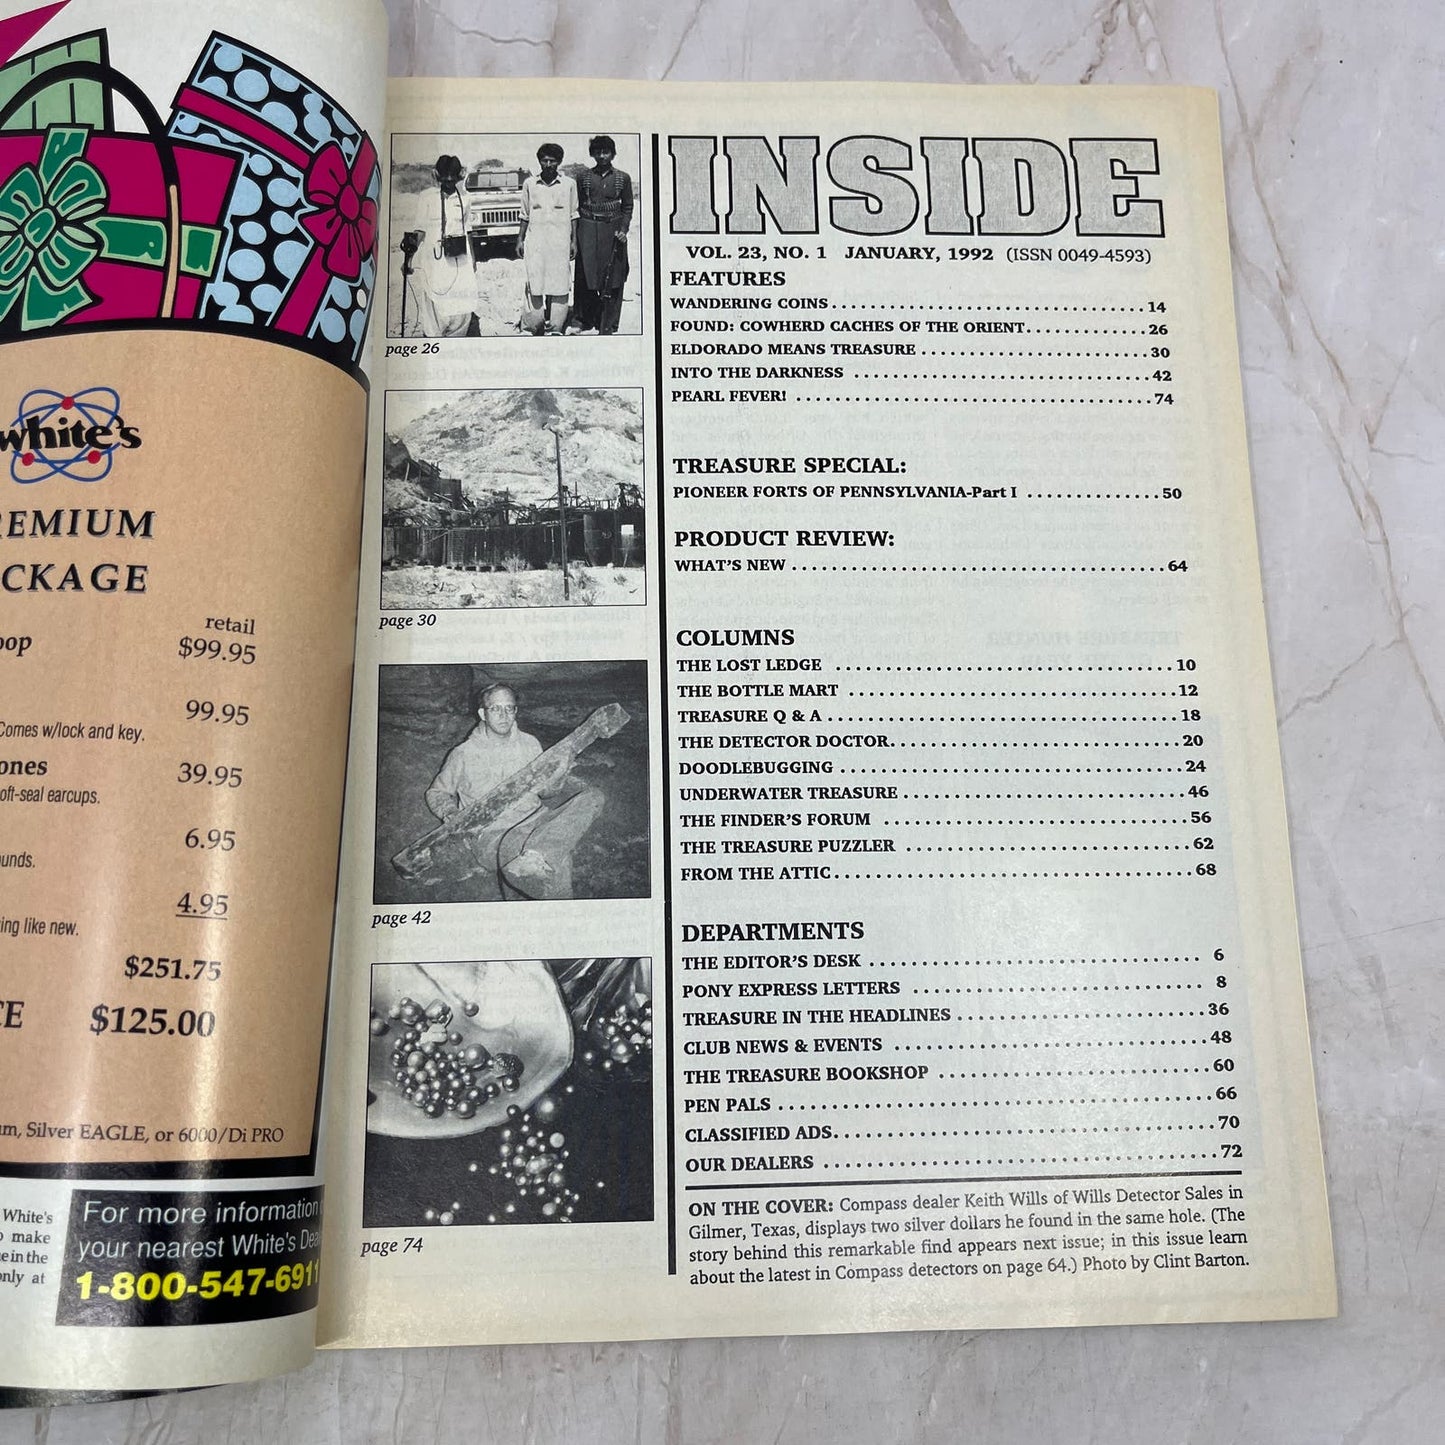 white's
PREMIUM
PACKAGE
retail
$99.95
99.95
Comes w/lock and key.
39.95
soft-seal earcups.
6.95
4.95
like new.
$251.75
$125.00
Silver EAGLE, or 6000/Di PRO
White's
make
in the
only at
For more information
your nearest White's
1-800-547-6911
page 26
page 30
page 42
page 74
INSIDE
VOL. 23, NO. 1 JANUARY, 1992 (ISSN 0049-4593)
FEATURES
WANDERING COINS 14
FOUND: COWHERD CACHES OF THE ORIENT 26
ELDORADO MEANS TREASURE 30
INTO THE DARKNESS 42
PEARL FEVER! 74
TREASURE SPECIAL:
PIONEER FORTS OF PENNSYLVANIA-Part I 50
PRODUCT REVIEW:
WHAT'S NEW 64
COLUMNS
THE LOST LEDGE 10
THE BOTTLE MART 12
TREASURE Q & A 18
THE DETECTOR DOCTOR 20
DOODLEBUGGING 24
UNDERWATER TREASURE 46
THE FINDER'S FORUM 56
THE TREASURE PUZZLER 62
FROM THE ATTIC 68
DEPARTMENTS
THE EDITOR'S DESK 6
PONY EXPRESS LETTERS 8
TREASURE IN THE HEADLINES 36
CLUB NEWS & EVENTS 48
THE TREASURE BOOKSHOP 60
PEN PALS 66
CLASSIFIED ADS 70
OUR DEALERS 72
ON THE COVER: Compass dealer Keith Wills of Wills Detector Sales in
Gilmer, Texas, displays two silver dollars he found in the same hole. (The
story behind this remarkable find appears next issue; in this issue learn
about the latest in Compass detectors on page 64.) Photo by Clint Barton.